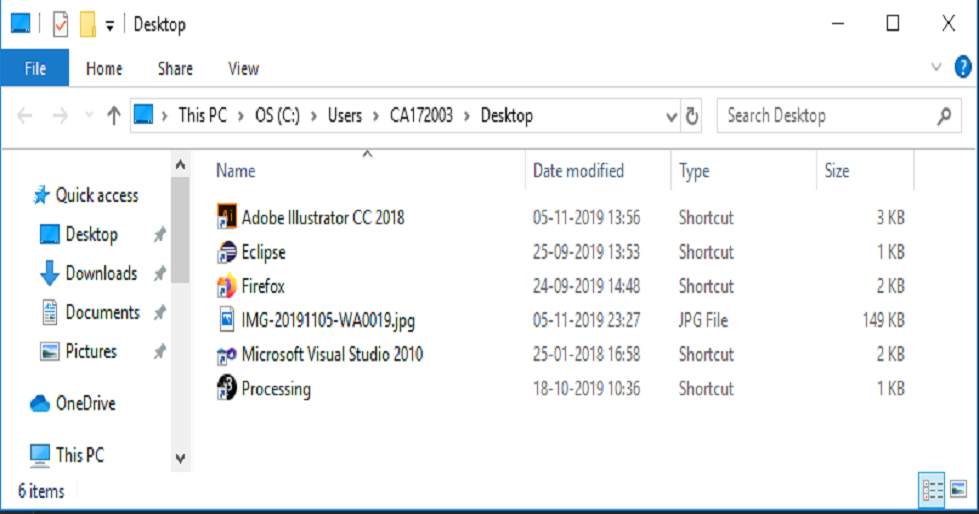 Desktop
File Home Share View
This PC > OS (C:) > Users > CA172003 > Desktop Search Desktop
Quick access
Desktop
Downloads
Documents
Pictures
OneDrive
This PC
Name Date modified Type Size
Adobe Illustrator CC 2018 05-11-2019 13:56 Shortcut 3 KB
Eclipse 25-09-2019 13:53 Shortcut 1 KB
Firefox 24-09-2019 14:48 Shortcut 2 KB
IMG-20191105-WA0019.jpg 05-11-2019 23:27 JPG File 149 KB
Microsoft Visual Studio 2010 25-01-2018 16:58 Shortcut 2 KB
Processing 18-10-2019 10:36 Shortcut 1 KB
6 items